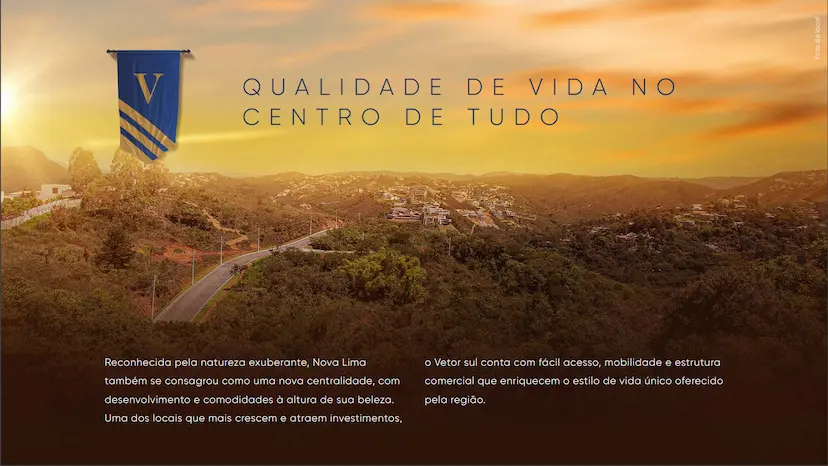 Foto do local
V
QUALIDADE DE VIDA NO
CENTRO DE TUDO
Reconhecida pela natureza exuberante, Nova Lima
também se consagrou como uma nova centralidade, com
desenvolvimento e comodidades à altura de sua beleza.
Uma dos locais que mais crescem e atraem investimentos,
o Vetor sul conta com fácil acesso, mobilidade e estrutura
comercial que enriquecem o estilo de vida único oferecido
pela região.